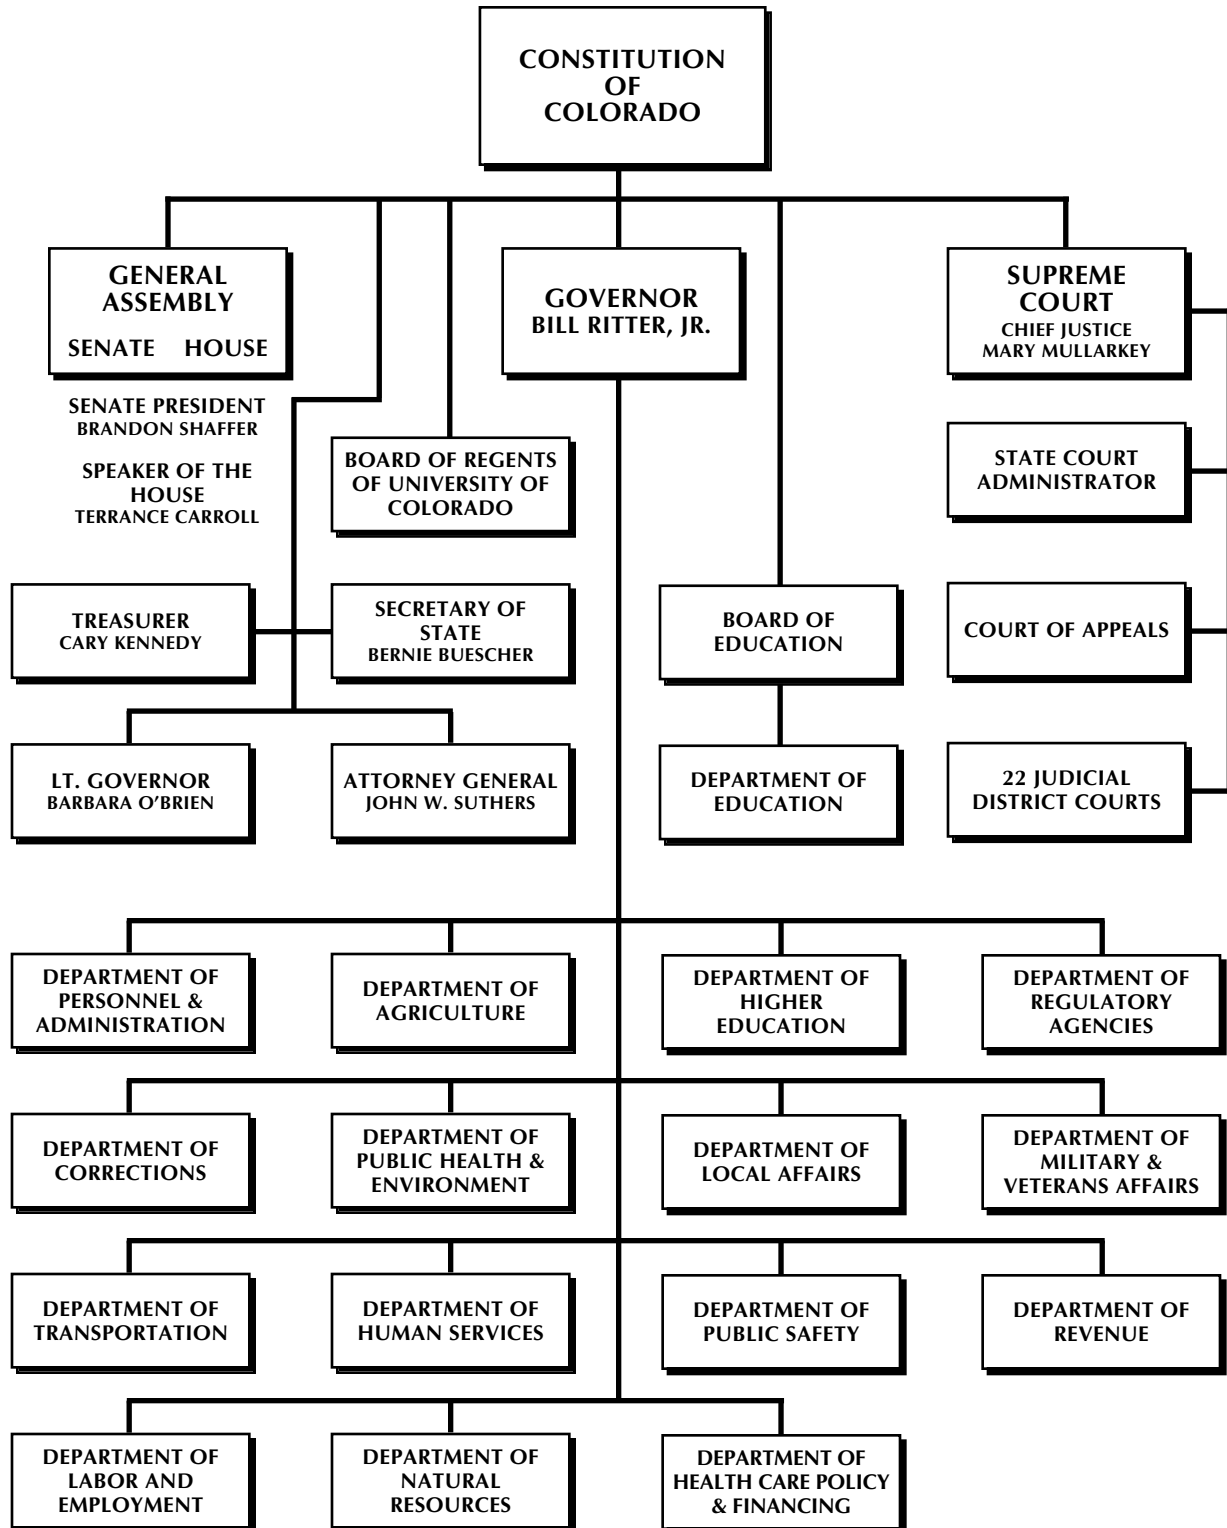 CONSTITUTION
OF
COLORADO
GENERAL
ASSEMBLY
SENATE HOUSE
SENATE PRESIDENT
BRANDON SHAFFER
SPEAKER OF THE
HOUSE
TERRANCE CARROLL
GOVERNOR
BILL RITTER, JR.
SUPREME
COURT
CHIEF JUSTICE
MARY MULLARKEY
BOARD OF REGENTS
OF UNIVERSITY OF
COLORADO
STATE COURT
ADMINISTRATOR
TREASURER
CARY KENNEDY
SECRETARY OF
STATE
BERNIE BUESCHER
BOARD OF
EDUCATION
COURT OF APPEALS
LT. GOVERNOR
BARBARA O’BRIEN
ATTORNEY GENERAL
JOHN W. SUTHERS
DEPARTMENT OF
EDUCATION
22 JUDICIAL
DISTRICT COURTS
DEPARTMENT OF
PERSONNEL &
ADMINISTRATION
DEPARTMENT OF
AGRICULTURE
DEPARTMENT OF
HIGHER
EDUCATION
DEPARTMENT OF
REGULATORY
AGENCIES
DEPARTMENT OF
CORRECTIONS
DEPARTMENT OF
PUBLIC HEALTH &
ENVIRONMENT
DEPARTMENT OF
LOCAL AFFAIRS
DEPARTMENT OF
MILITARY &
VETERANS AFFAIRS
DEPARTMENT OF
TRANSPORTATION
DEPARTMENT OF
HUMAN SERVICES
DEPARTMENT OF
PUBLIC SAFETY
DEPARTMENT OF
REVENUE
DEPARTMENT OF
LABOR AND
EMPLOYMENT
DEPARTMENT OF
NATURAL
RESOURCES
DEPARTMENT OF
HEALTH CARE POLICY
& FINANCING